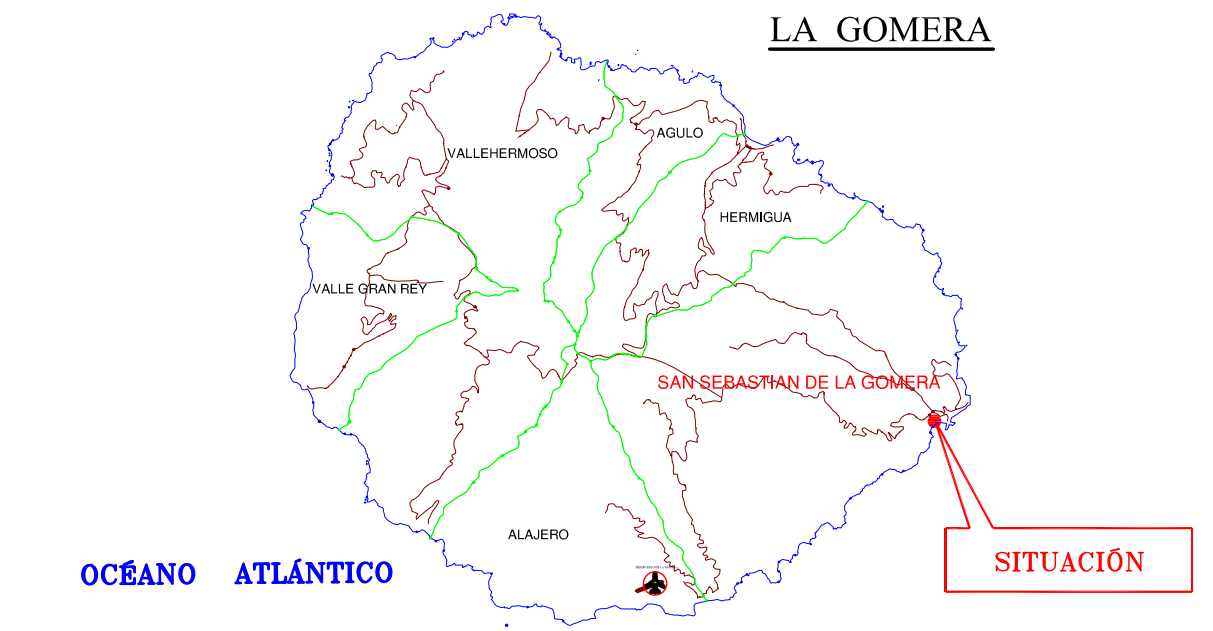 LA GOMERA
AGULO
VALLEHERMOSO
HERMIGUA
VALLE GRAN REY
SAN SEBASTIAN DE LA GOMERA
ALAJERO
SITUACIÓN
OCÉANO ATLÁNTICO